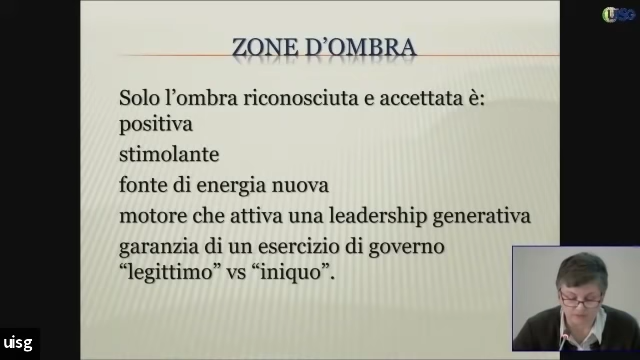 ZONE D'OMBRA
Solo l'ombra riconosciuta e accettata è:
positiva
stimolante
fonte di energia nuova
motore che attiva una leadership generativa
garanzia di un esercizio di governo
“legittimo” vs “iniquo”.
uisg